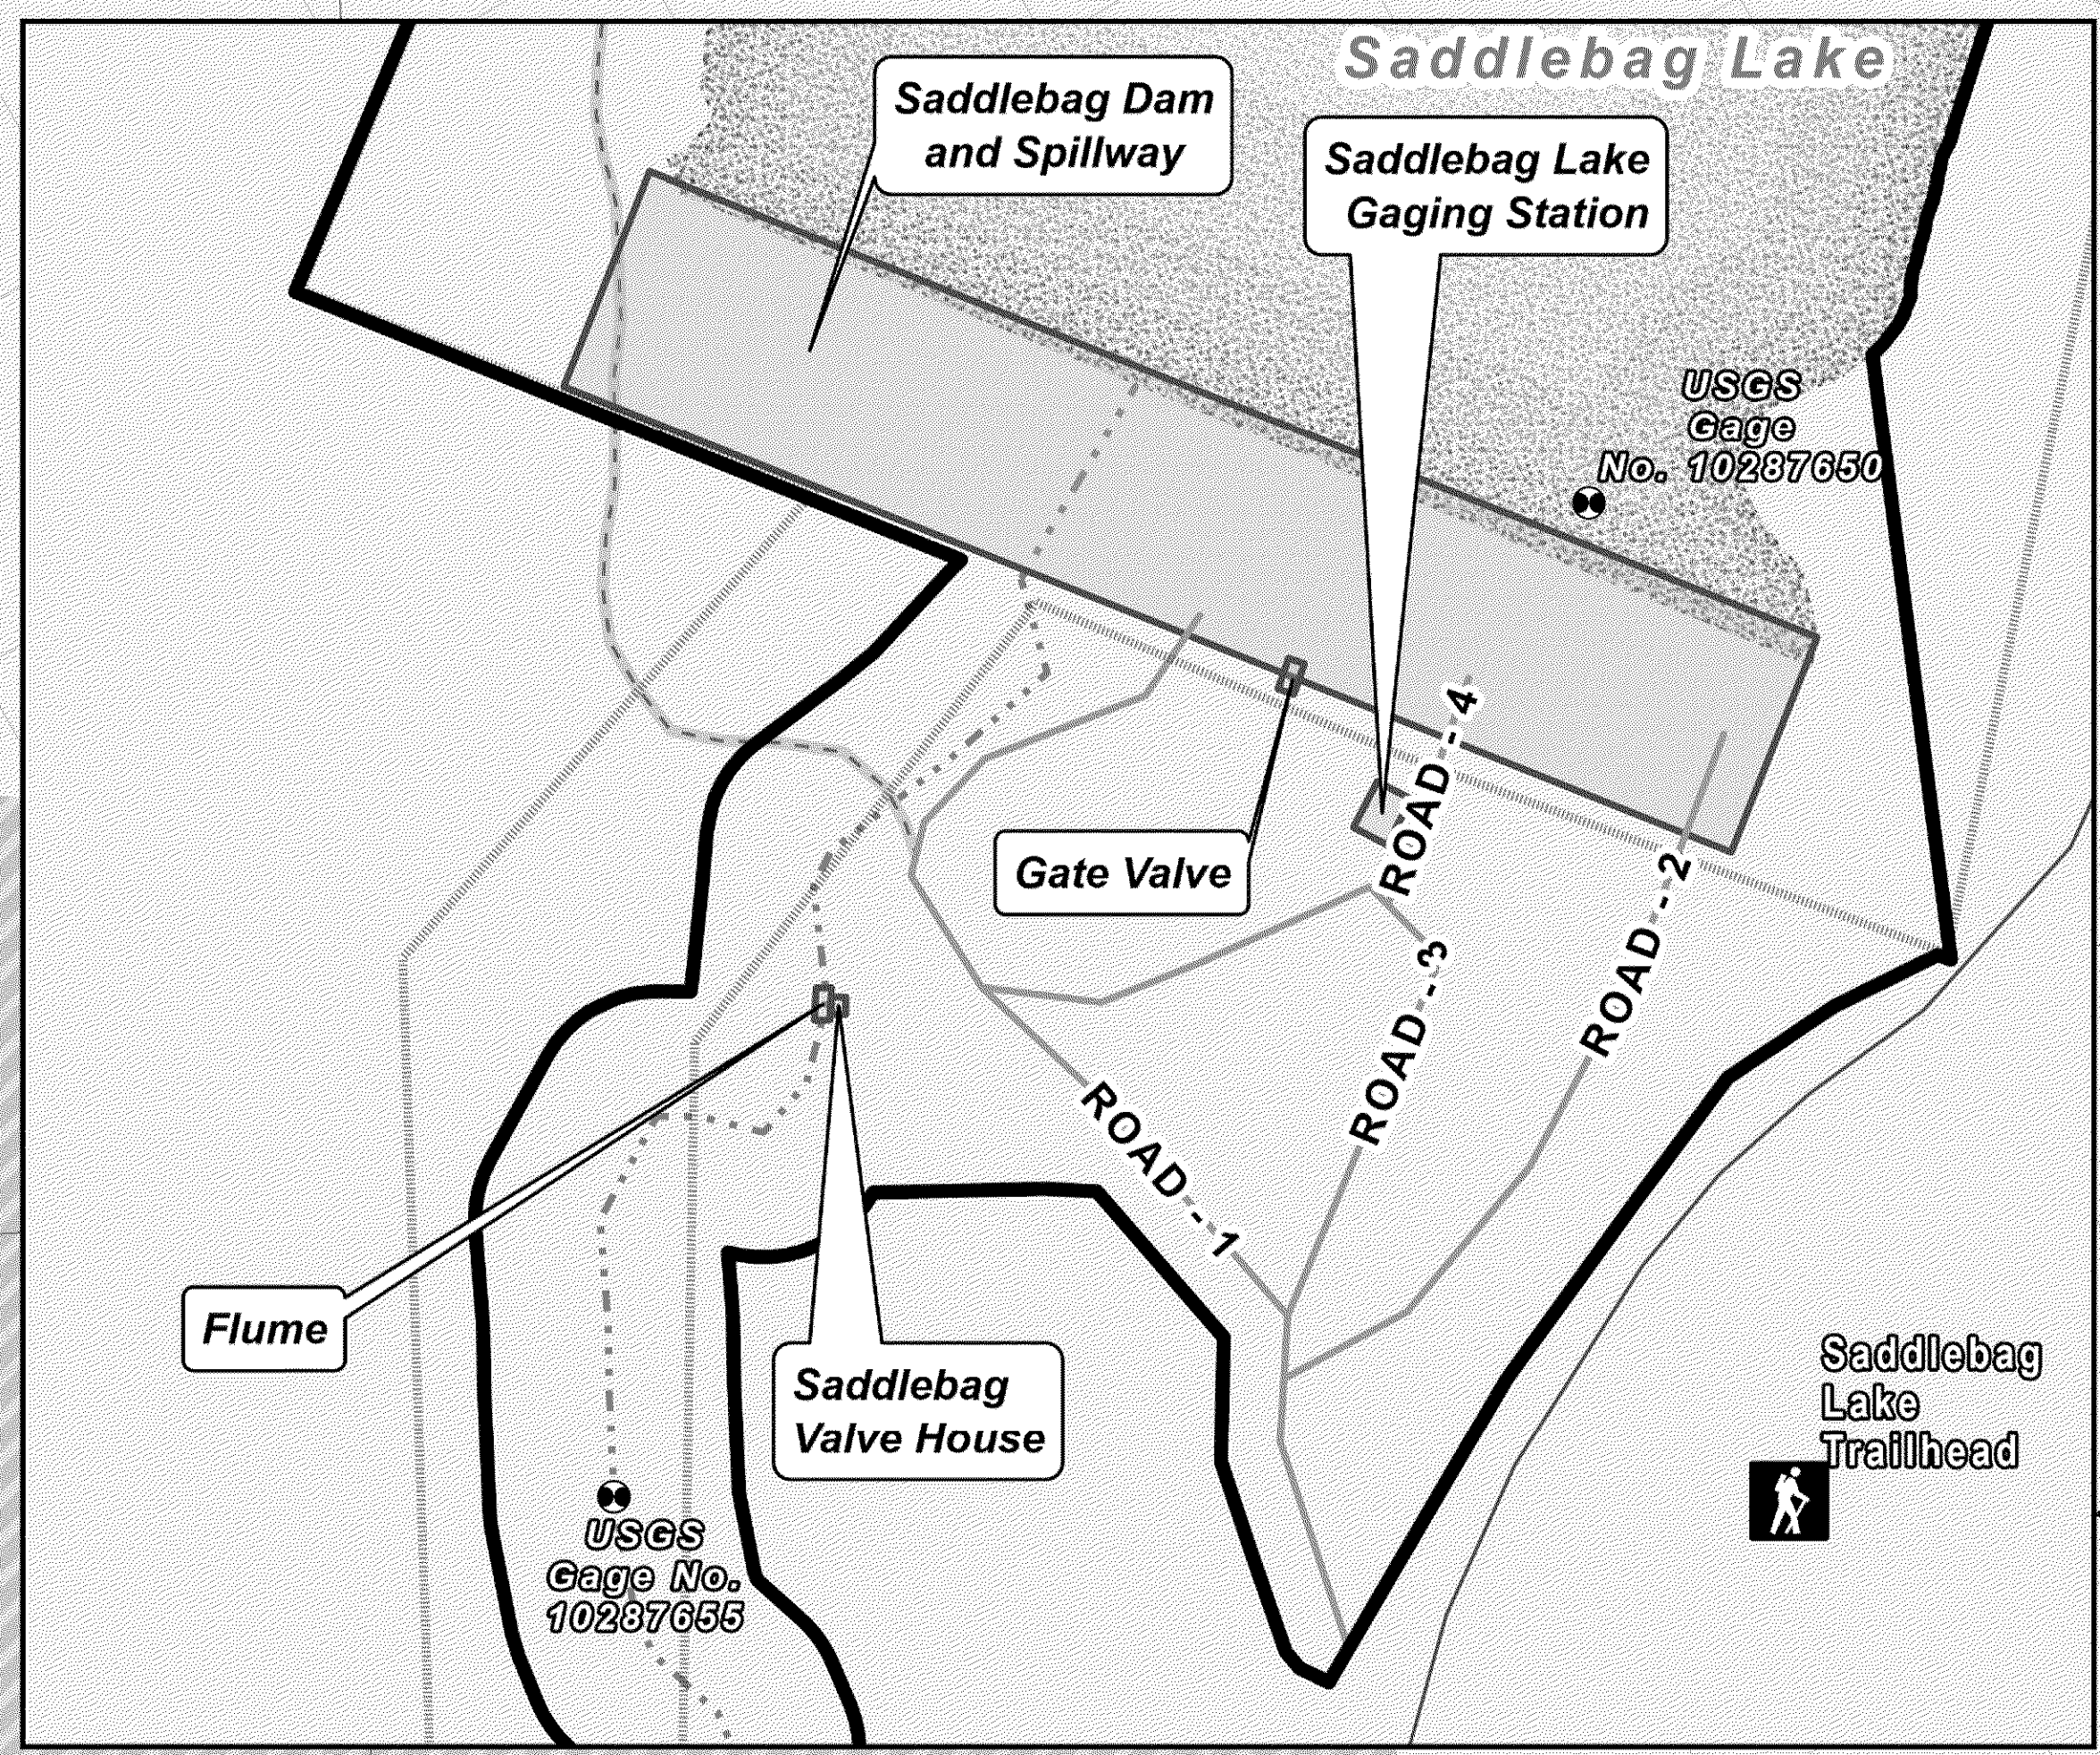 Saddlebag Lake
Saddlebag Dam
and Spillway
Saddlebag Lake
Gaging Station
USGS
Gage
No. 10287650
ROAD - 4
ROAD - 2
Gate Valve
ROAD - 3
ROAD - 1
Flume
Saddlebag
Valve House
Saddlebag
Lake
Trailhead
USGS
Gage No.
10287655